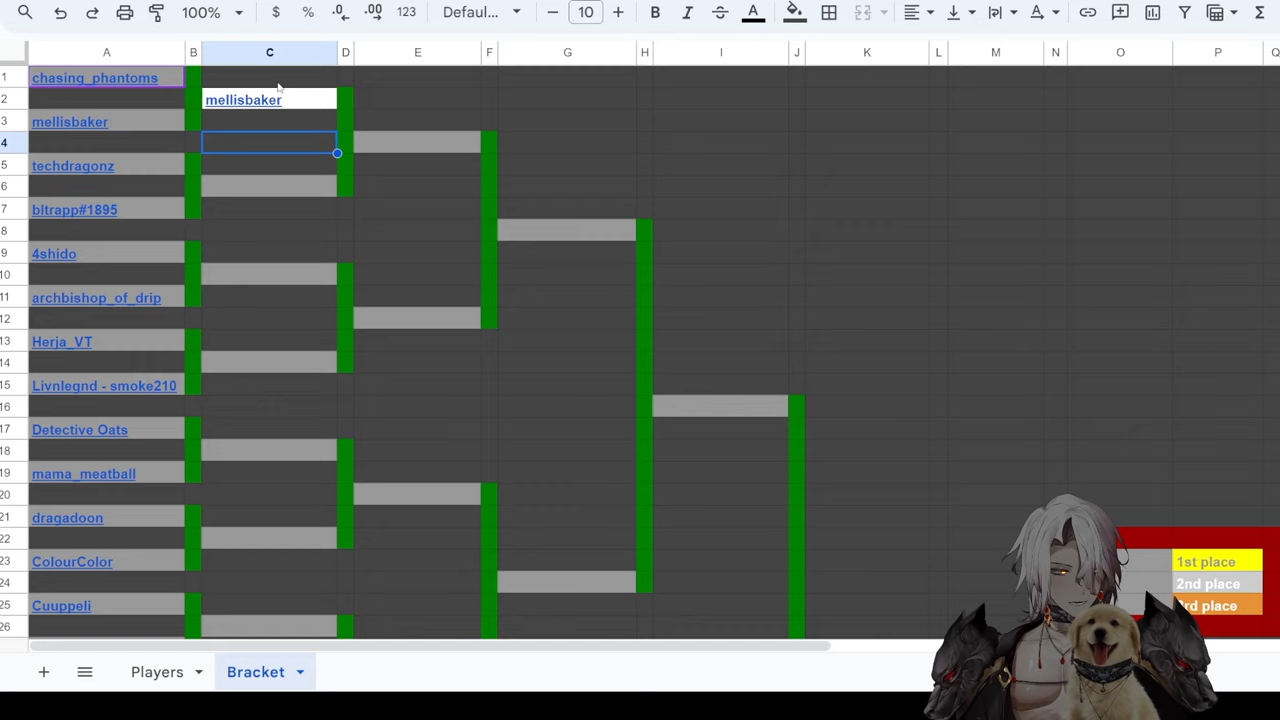 100% $ % .0 .00 123 Defaul... 10 B I A
A B C D E F G H I J K L M N O P Q
1 chasing_phantoms
2 mellisbaker
3 mellisbaker
4
5 techdragonz
6
7 bltrapp#1895
8
9 4shido
10
11 archbishop_of_drip
12
13 Herja_VT
14
15 Livnlegnd - smoke210
16
17 Detective Oats
18
19 mama_meatball
20
21 dragadoon
22
23 ColourColor 1st place
24 2nd place
25 Cuuppeli rd place
26
Players Bracket